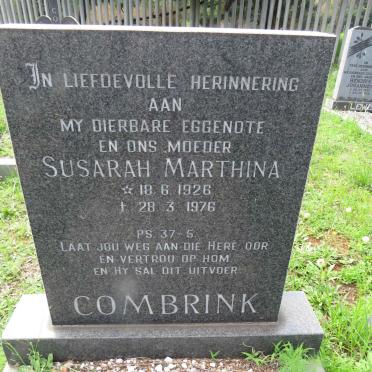 IN LIEFDEVOLLE HERINNERING
AAN
MY DIERBARE EGGENOTE
EN ONS MOEDER
SUSARAH MARTHINA
☆ 18.6.1926
† 28.3.1976
PS. 37-5.
LAAT JOU WEG AAN DIE HERE OOR
EN VERTROU OP HOM
EN HY SAL DIT UITVOER
COMBRINK